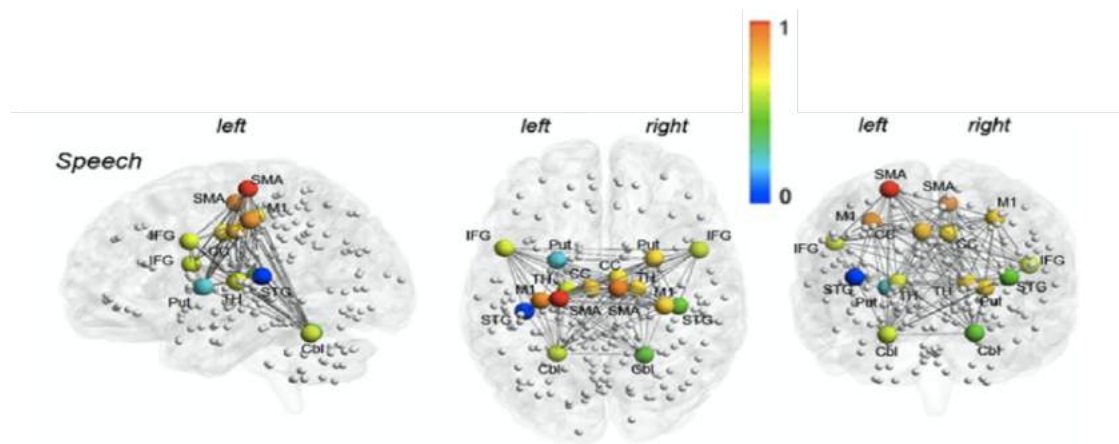 1
0
left
Speech
SMA
SMA
M1
IFG
IFG
CC
Put
TH
STG
Cbl
left right
IFG IFG
Put Put
CC CC
TH TH
M1 M1
SMA SMA
STG STG
Cbl Cbl
left right
SMA SMA
M1 M1
CC CC
IFG IFG
STG STG
Put TH TH Put
Cbl Cbl